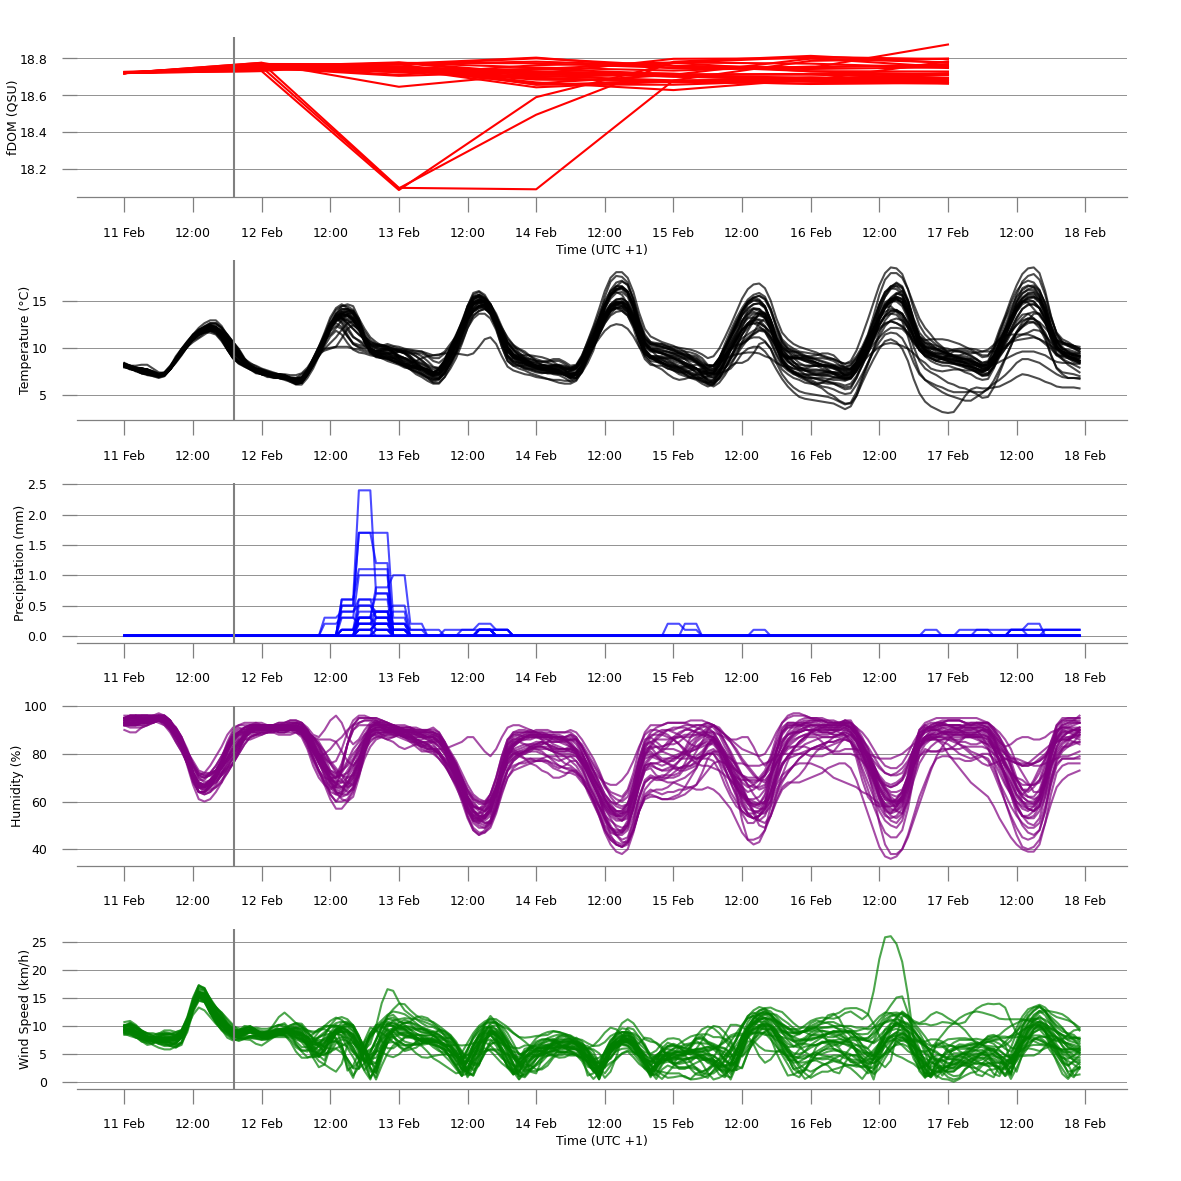 fDOM (QSU)
18.8
18.6
18.4
18.2
11 Feb 12:00 12 Feb 12:00 13 Feb 12:00 14 Feb 12:00 15 Feb 12:00 16 Feb 12:00 17 Feb 12:00 18 Feb
Time (UTC +1)
Temperature (°C)
15
10
5
11 Feb 12:00 12 Feb 12:00 13 Feb 12:00 14 Feb 12:00 15 Feb 12:00 16 Feb 12:00 17 Feb 12:00 18 Feb
Precipitation (mm)
2.5
2.0
1.5
1.0
0.5
0.0
11 Feb 12:00 12 Feb 12:00 13 Feb 12:00 14 Feb 12:00 15 Feb 12:00 16 Feb 12:00 17 Feb 12:00 18 Feb
Humidity (%)
100
80
60
40
11 Feb 12:00 12 Feb 12:00 13 Feb 12:00 14 Feb 12:00 15 Feb 12:00 16 Feb 12:00 17 Feb 12:00 18 Feb
Wind Speed (km/h)
25
20
15
10
5
0
11 Feb 12:00 12 Feb 12:00 13 Feb 12:00 14 Feb 12:00 15 Feb 12:00 16 Feb 12:00 17 Feb 12:00 18 Feb
Time (UTC +1)